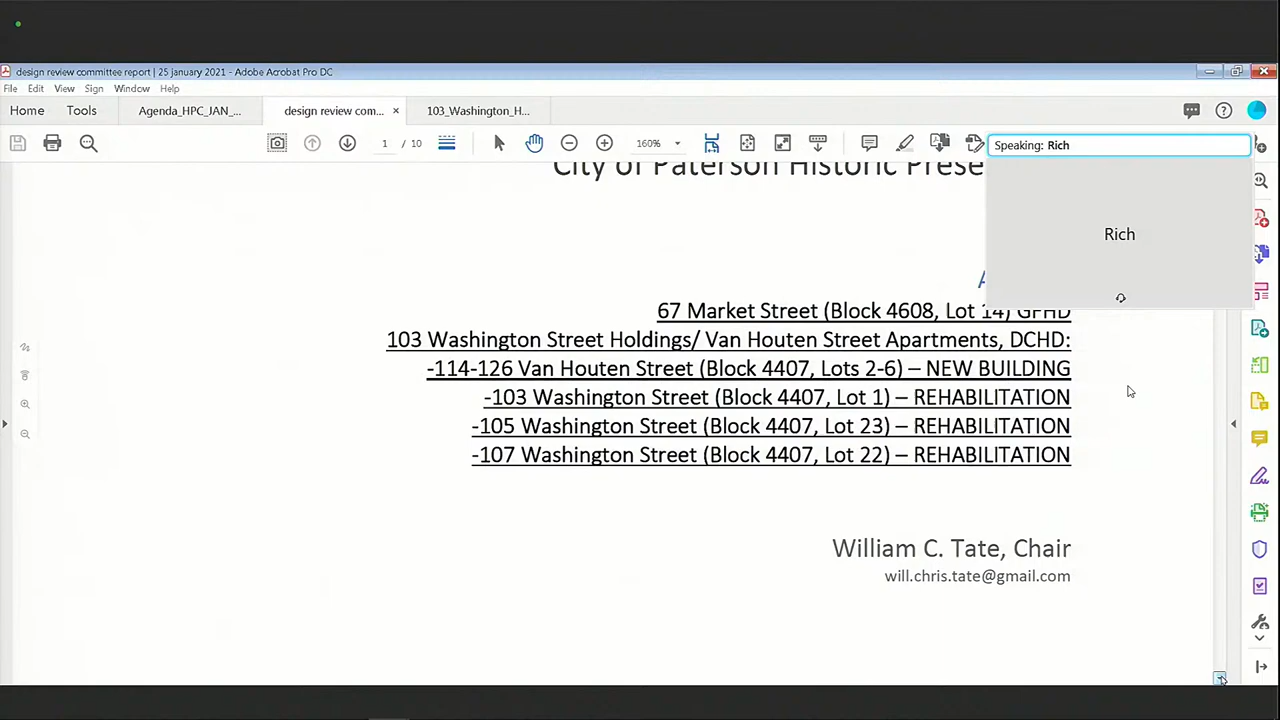 design review committee report | 25 january 2021 - Adobe Acrobat Pro DC
File Edit View Sign Window Help
Home Tools Agenda_HPC_JAN_... design review com... × 103_Washington_H...
1 / 10 160%
Speaking: Rich
City of Paterson Historic Prese
Rich
A
67 Market Street (Block 4608, Lot 14) GFHD
103 Washington Street Holdings/ Van Houten Street Apartments, DCHD:
-114-126 Van Houten Street (Block 4407, Lots 2-6) – NEW BUILDING
-103 Washington Street (Block 4407, Lot 1) – REHABILITATION
-105 Washington Street (Block 4407, Lot 23) – REHABILITATION
-107 Washington Street (Block 4407, Lot 22) – REHABILITATION
William C. Tate, Chair
will.chris.tate@gmail.com